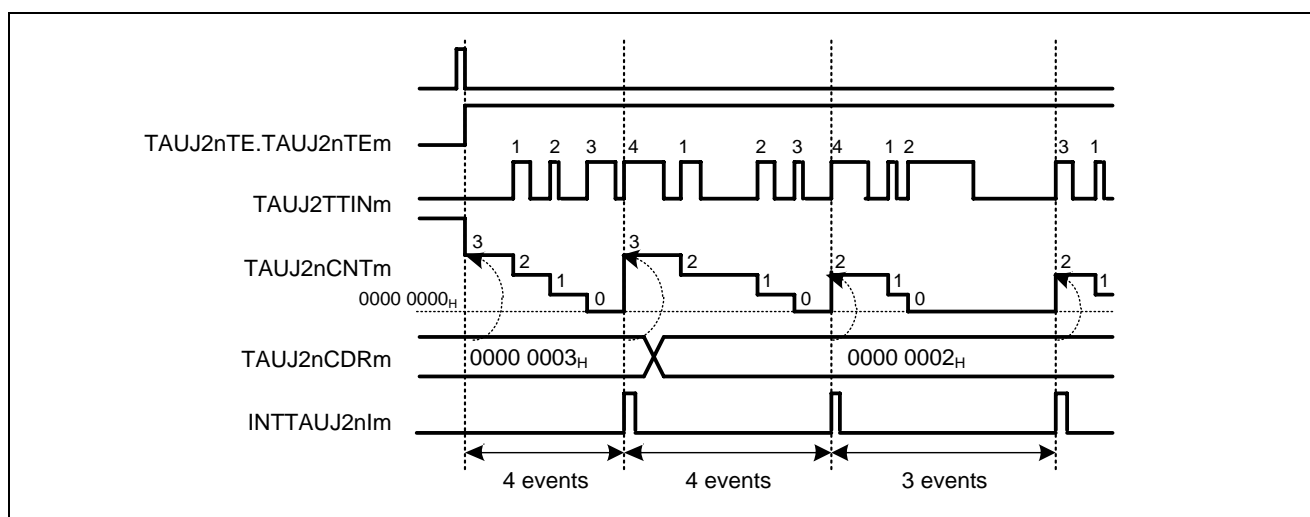 TAUJ2nTE.TAUJ2nTEm
1 2 3 4 1 2 3 4 1 2 3 1
TAUJ2TTINm
3 2 1 0 3 2 1 0 2 1 0 2 1
TAUJ2nCNTm
0000 0000H
TAUJ2nCDRm
0000 0003H
0000 0002H
INTTAUJ2nIm
4 events
4 events
3 events